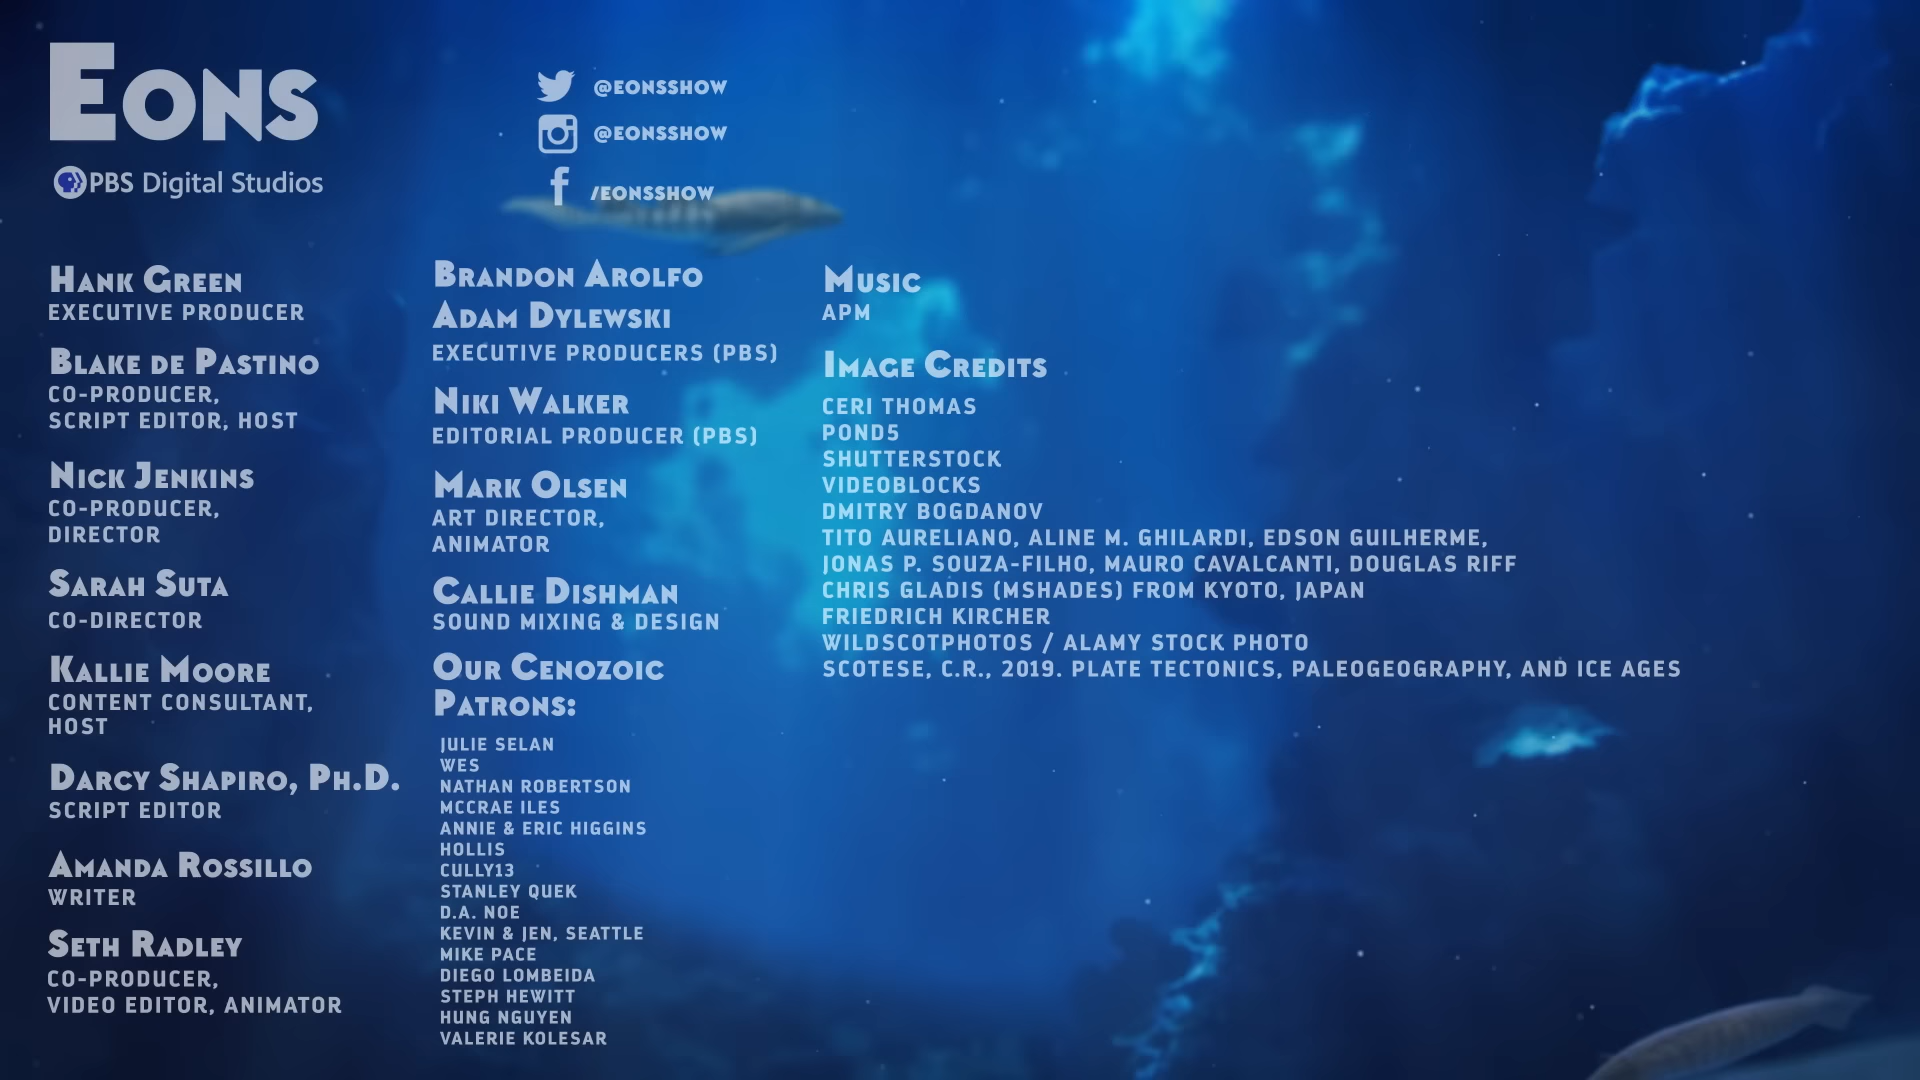 Eons
PBS Digital Studios
@EONSSHOW
@EONSSHOW
/EONSSHOW
Hank Green
EXECUTIVE PRODUCER
Blake de Pastino
CO-PRODUCER,
SCRIPT EDITOR, HOST
Nick Jenkins
CO-PRODUCER,
DIRECTOR
Sarah Suta
CO-DIRECTOR
Kallie Moore
CONTENT CONSULTANT,
HOST
Darcy Shapiro, Ph.D.
SCRIPT EDITOR
Amanda Rossillo
WRITER
Seth Radley
CO-PRODUCER,
VIDEO EDITOR, ANIMATOR
Brandon Arolfo
Adam Dylewski
EXECUTIVE PRODUCERS (PBS)
Niki Walker
EDITORIAL PRODUCER (PBS)
Mark Olsen
ART DIRECTOR,
ANIMATOR
Callie Dishman
SOUND MIXING & DESIGN
Our Cenozoic
Patrons:
JULIE SELAN
WES
NATHAN ROBERTSON
MCCRAE ILES
ANNIE & ERIC HIGGINS
HOLLIS
CULLY13
STANLEY QUEK
D.A. NOE
KEVIN & JEN, SEATTLE
MIKE PACE
DIEGO LOMBEIDA
STEPH HEWITT
HUNG NGUYEN
VALERIE KOLESAR
Music
APM
Image Credits
CERI THOMAS
POND5
SHUTTERSTOCK
VIDEOBLOCKS
DMITRY BOGDANOV
TITO AURELIANO, ALINE M. GHILARDI, EDSON GUILHERME,
JONAS P. SOUZA-FILHO, MAURO CAVALCANTI, DOUGLAS RIFF
CHRIS GLADIS (MSHADES) FROM KYOTO, JAPAN
FRIEDRICH KIRCHER
WILDSCOTPHOTOS / ALAMY STOCK PHOTO
SCOTESE, C.R., 2019. PLATE TECTONICS, PALEOGEOGRAPHY, AND ICE AGES